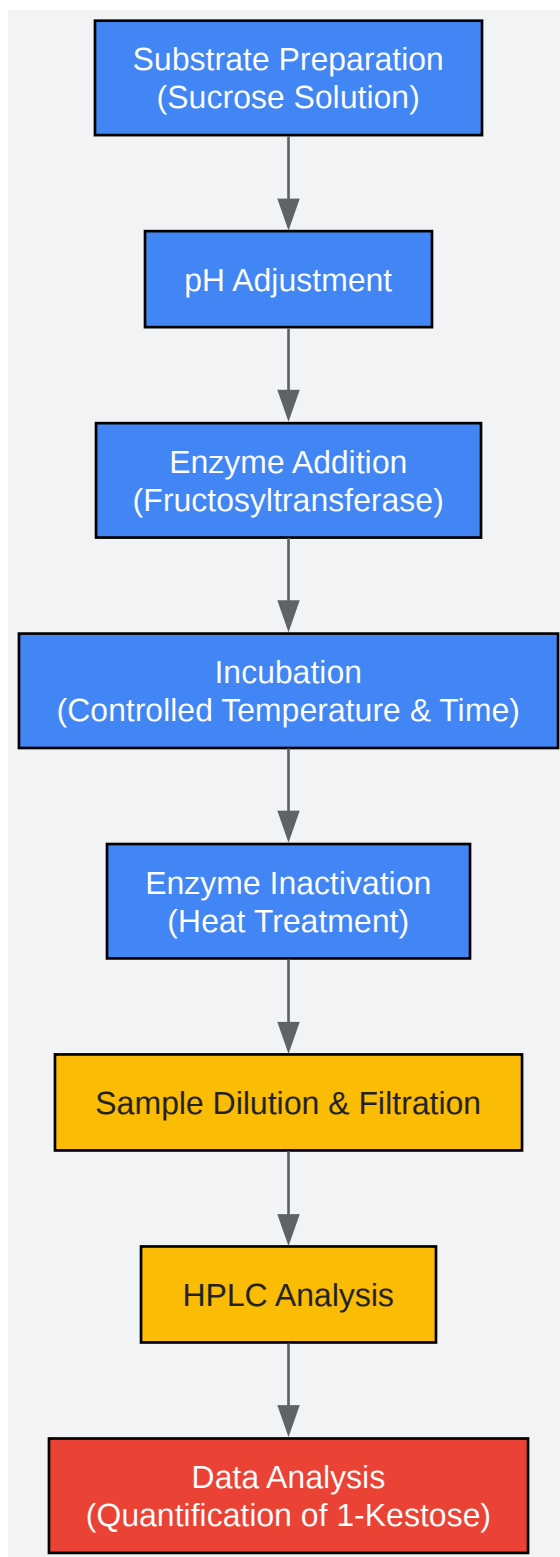 Substrate Preparation
(Sucrose Solution)
pH Adjustment
Enzyme Addition
(Fructosyltransferase)
Incubation
(Controlled Temperature & Time)
Enzyme Inactivation
(Heat Treatment)
Sample Dilution & Filtration
HPLC Analysis
Data Analysis
(Quantification of 1-Kestose)